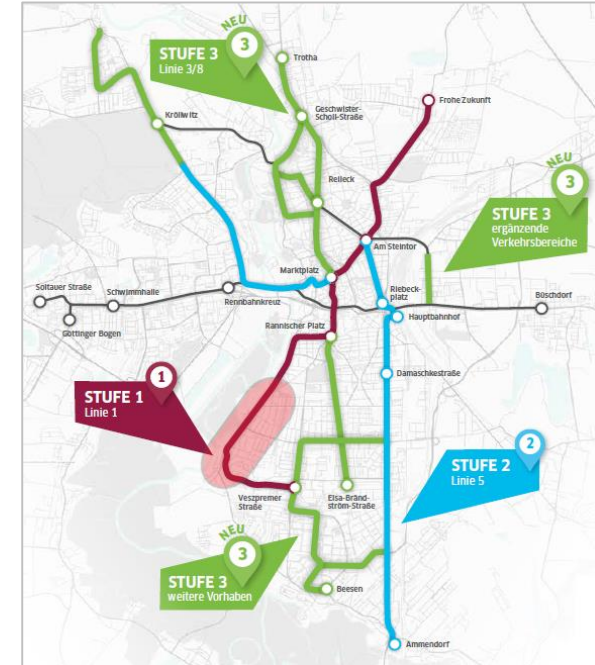 NEU
3
STUFE 3
Linie 3/8
Trotha
Kröllwitz
Geschwister-
Scholl-Straße
Frohe Zukunft
NEU
3
STUFE 3
ergänzende
Verkehrsbereiche
Reileck
Am Steintor
Marktplatz
Riebeck-
platz
Soltauer Straße
Schwimmhalle
Rennbahnkreuz
Hauptbahnhof
Büschdorf
Göttinger Bogen
Rannischer Platz
Damaschkestraße
1
STUFE 1
Linie 1
2
STUFE 2
Linie 5
Veszpremer
Straße
Elsa-Bränd-
ström-Straße
NEU
3
STUFE 3
weitere Vorhaben
Beesen
Ammendorf